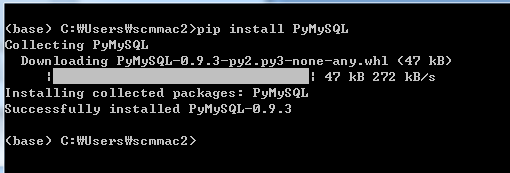 (base) C:₩Users₩scmmac2>pip install PyMySQL
Collecting PyMySQL
Downloading PyMySQL-0.9.3-py2.py3-none-any.whl (47 kB)
|████████████████████████████████| 47 kB 272 kB/s
Installing collected packages: PyMySQL
Successfully installed PyMySQL-0.9.3
(base) C:₩Users₩scmmac2>